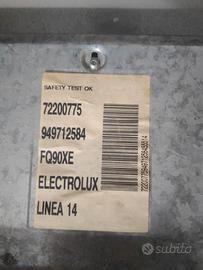 SAFETY TEST OK
72200775
949712584
FQ90XE
ELECTROLUX
LINEA 14
subito